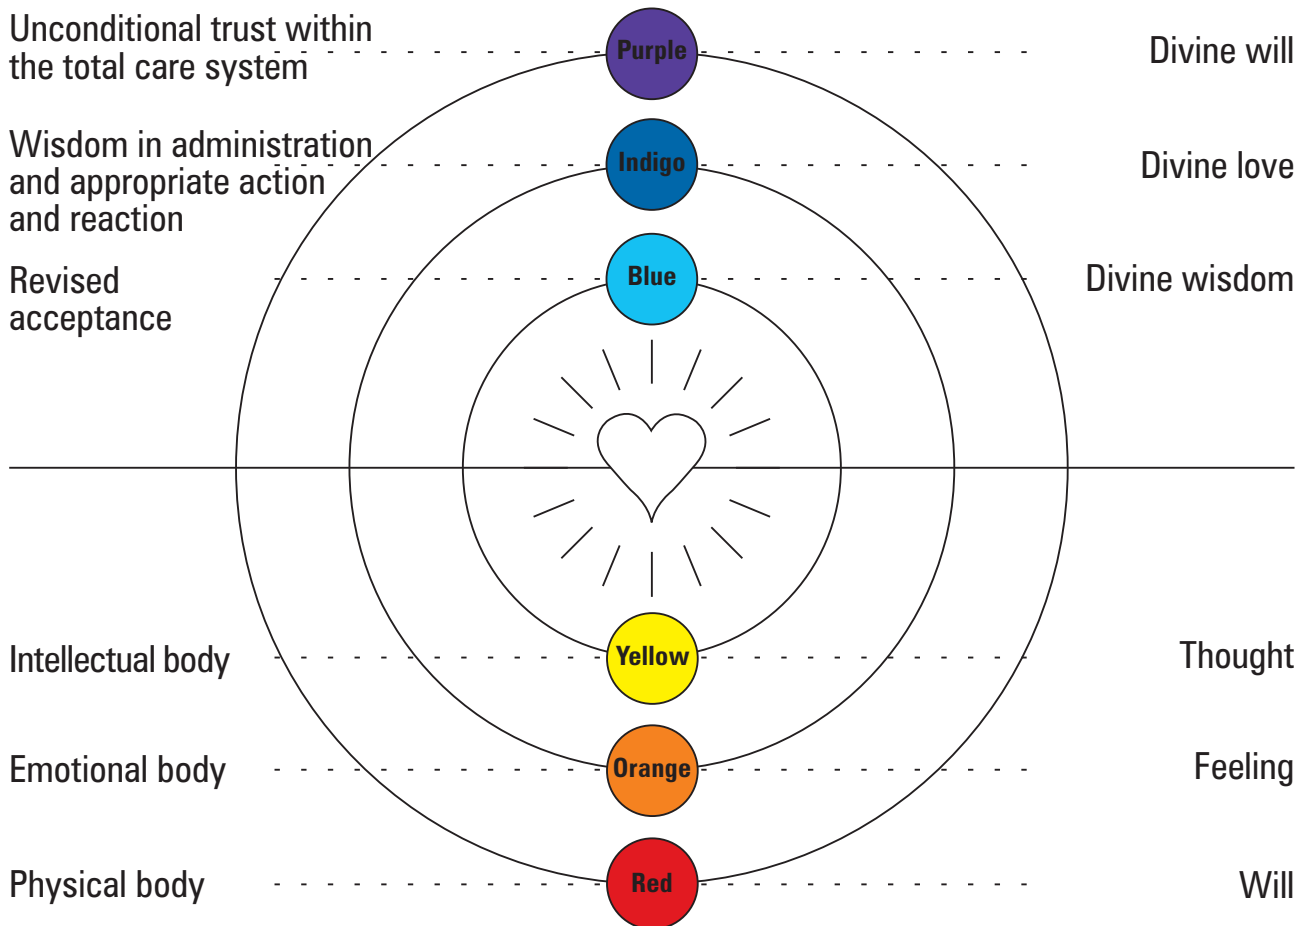 Unconditional trust within
the total care system
Purple
Divine will
Wisdom in administration
and appropriate action
and reaction
Indigo
Divine love
Revised
acceptance
Blue
Divine wisdom
Intellectual body
Yellow
Thought
Emotional body
Orange
Feeling
Physical body
Red
Will